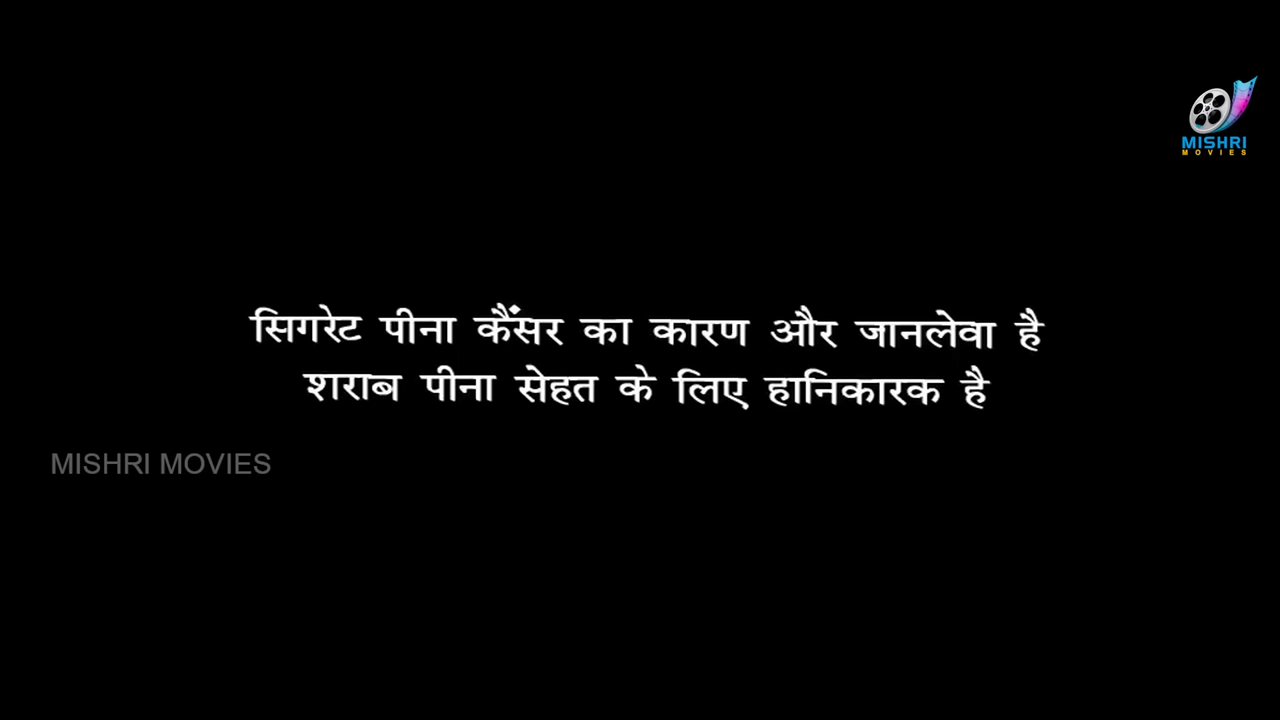 MISHRI
MOVIES
सिगरेट पीना कैंसर का कारण और जानलेवा है
शराब पीना सेहत के लिए हानिकारक है
MISHRI MOVIES